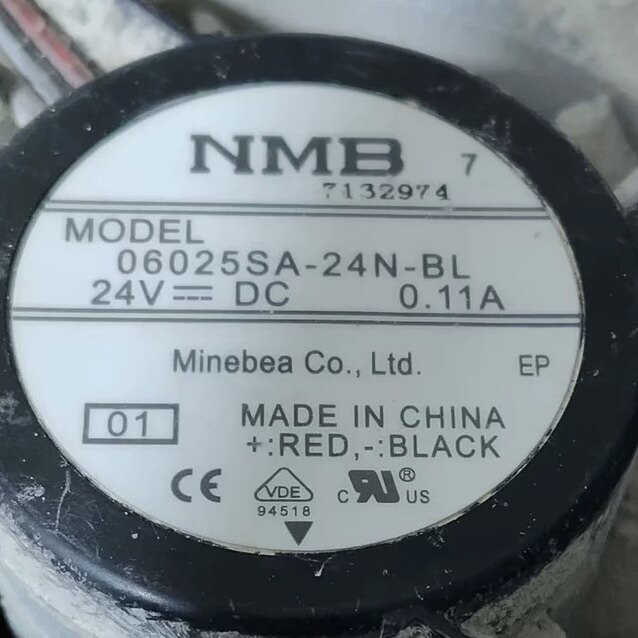 NMB 7
7132974
MODEL
06025SA-24N-BL
24V⎓ DC 0.11A
Minebea Co., Ltd. EP
01 MADE IN CHINA
+:RED,-:BLACK
CE VDE c RU® US
94518